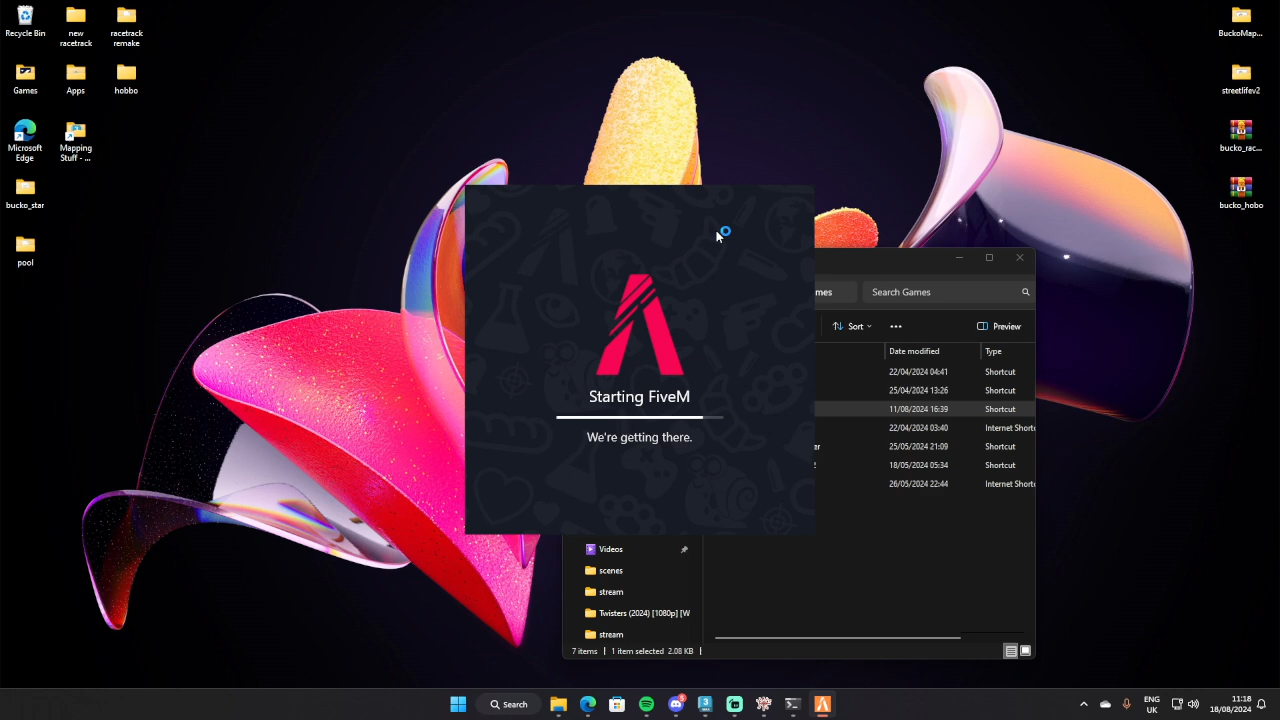 Recycle Bin
new
racetrack
racetrack
remake
Games
Apps
hobbo
Microsoft
Edge
Mapping
Stuff - ...
bucko_star
pool
BuckoMap...
streetlifev2
bucko_rac...
bucko_hobo
Starting FiveM
We're getting there.
mes
Search Games
Sort
Preview
Date modified
Type
22/04/2024 04:41
Shortcut
25/04/2024 13:26
Shortcut
11/08/2024 16:39
Shortcut
22/04/2024 03:40
Internet Shortc
er
25/05/2024 21:09
Shortcut
18/05/2024 05:34
Shortcut
26/05/2024 22:44
Internet Shortc
Videos
scenes
stream
Twisters (2024) [1080p] [W
stream
7 items
1 item selected 2.08 KB
Search
ENG
UK
11:18
18/08/2024